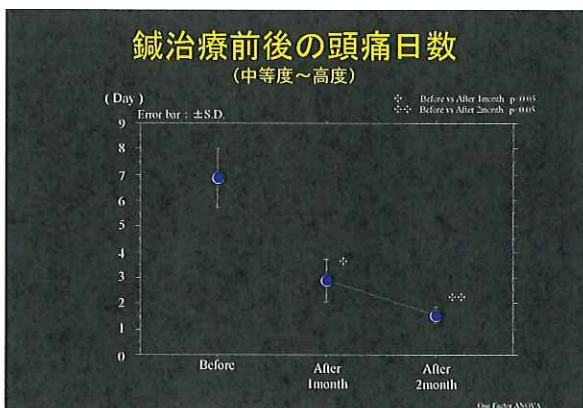 鍼治療前後の頭痛日数
(中等度～高度)
( Day )
Error bar : ±S.D.
✣ Before vs After 1month p<0.05
✣✣ Before vs After 2month p<0.05
9
8
7
6
5
4
3
2
1
0
✣
✣✣
Before
After
1month
After
2month
One Factor ANOVA